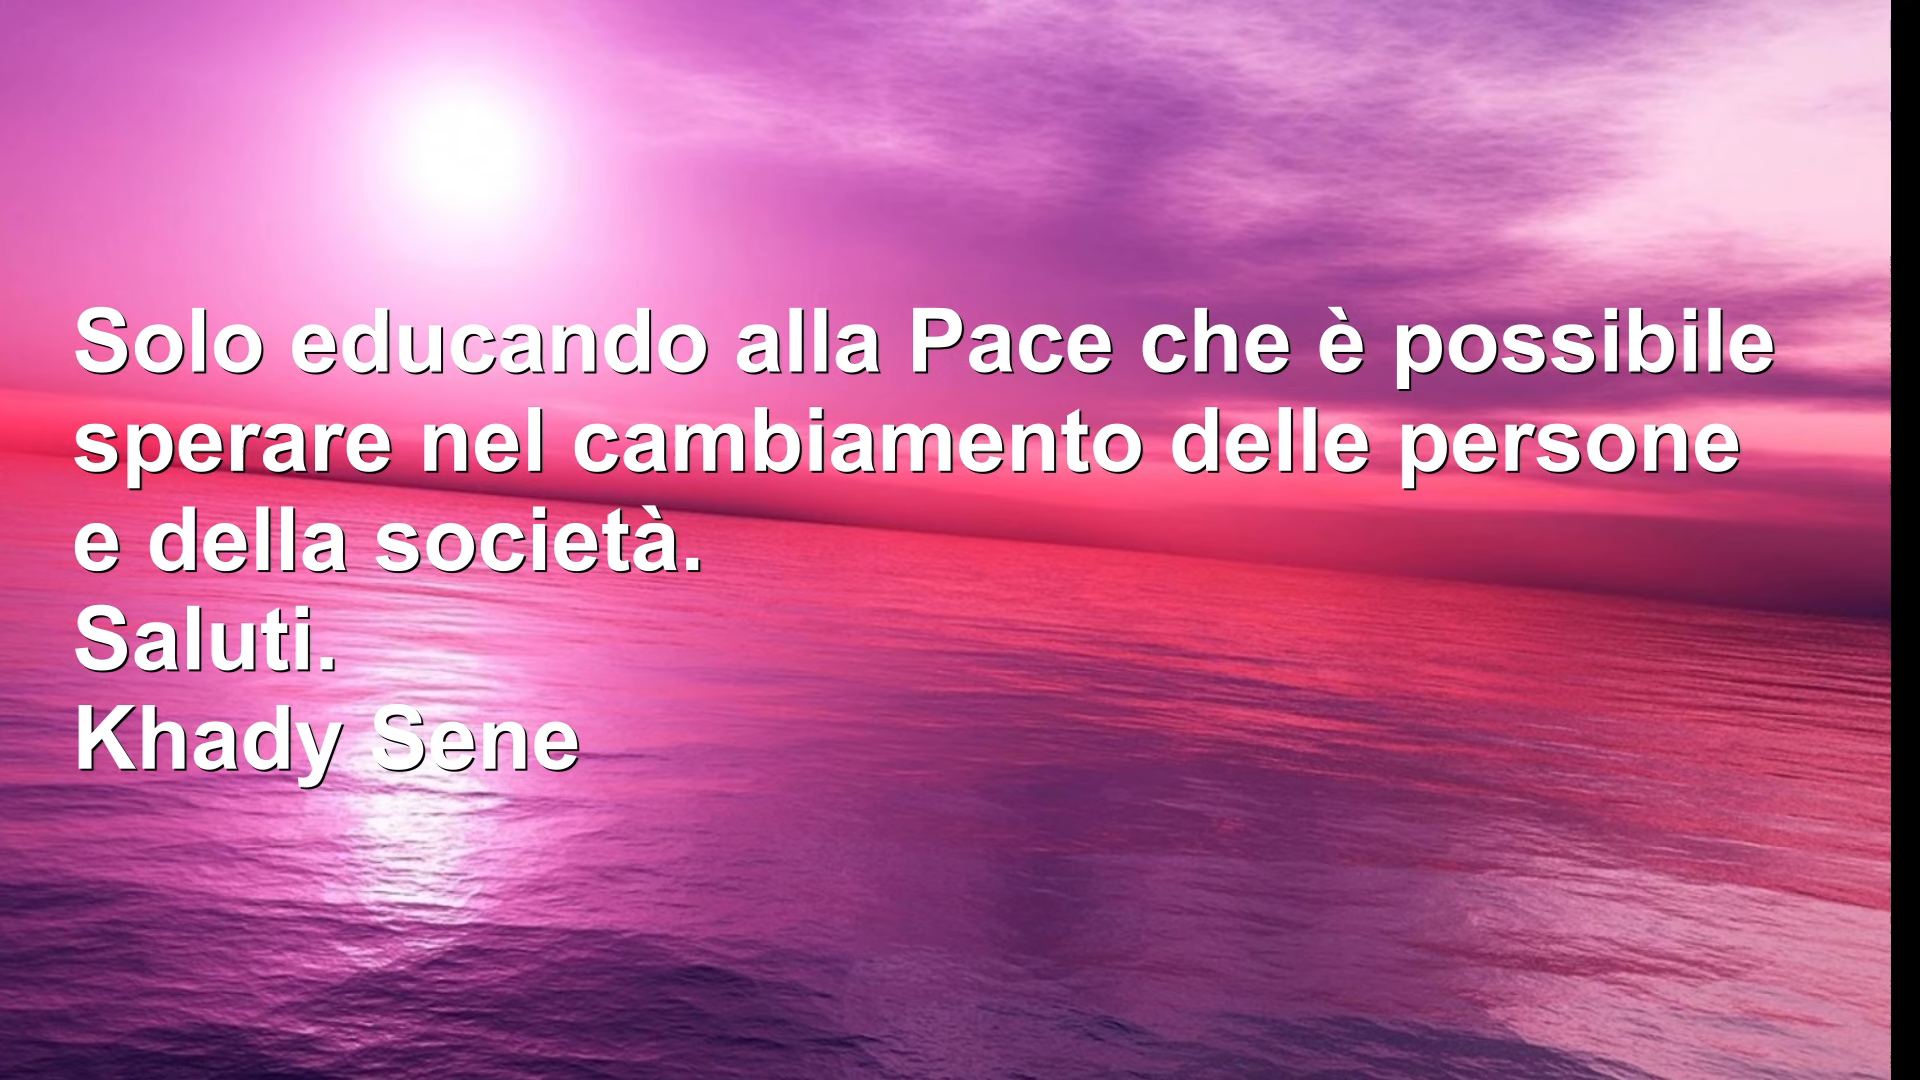 Solo educando alla Pace che è possibile
sperare nel cambiamento delle persone
e della società.
Saluti.
Khady Sene